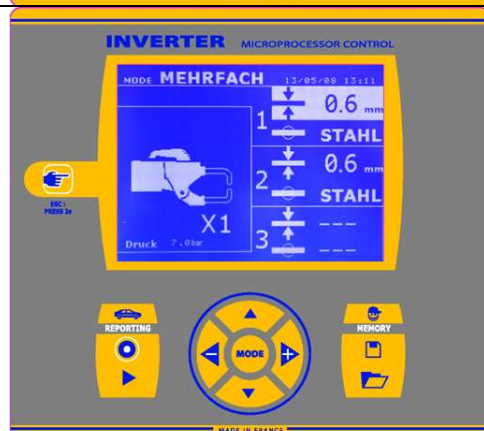 INVERTER MICROPROCESSOR CONTROL
MODE MEHRFACH 13/05/08 13:11
1 0.6 mm
STAHL
2 0.6 mm
STAHL
X1
3 --- 
---
Druck 7.0bar
ESC :
PRESS 2s
REPORTING
MODE
MEMORY
MADE IN FRANCE